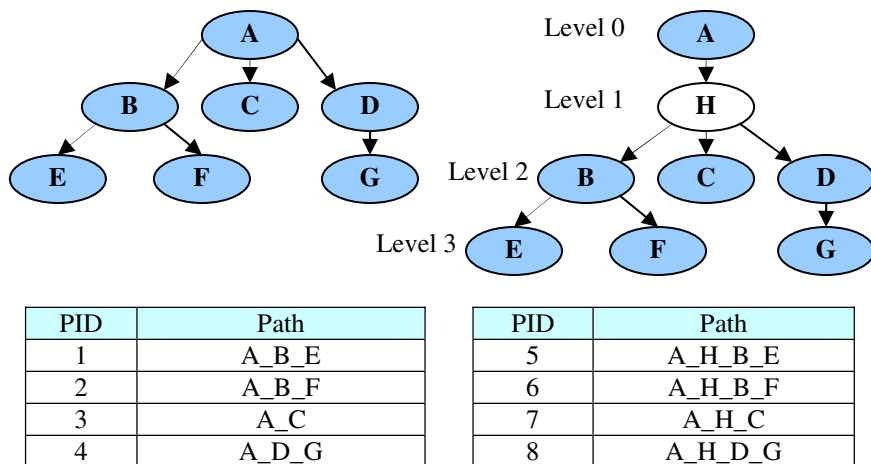 A
B C D
E F G
Level 0 A
Level 1 H
Level 2 B C D
Level 3 E F G
PID Path
1 A_B_E
2 A_B_F
3 A_C
4 A_D_G
PID Path
5 A_H_B_E
6 A_H_B_F
7 A_H_C
8 A_H_D_G